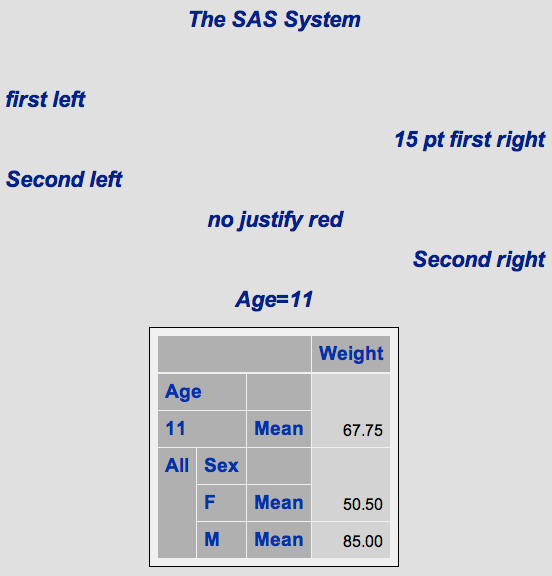 The SAS System
first left
15 pt first right
Second left
no justify red
Second right
Age=11
Weight
Age
11 Mean 67.75
All Sex
F Mean 50.50
M Mean 85.00